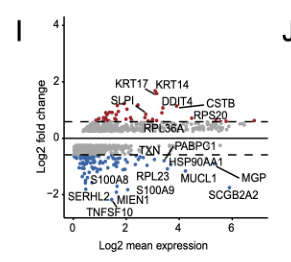 I
J
4
2
0
−2
Log2 fold change
KRT17 KRT14
SLPI DDIT4 CSTB
RPS20
RPL36A
TXN PABPC1
HSP90AA1
S100A8 RPL23 MUCL1 MGP
SERHL2 MIEN1 S100A9 SCGB2A2
TNFSF10
0 2 4 6
Log2 mean expression